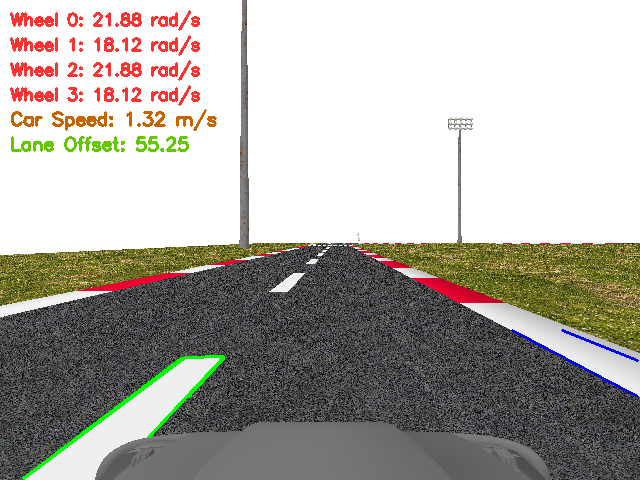 Wheel 0: 21.88 rad/s
Wheel 1: 18.12 rad/s
Wheel 2: 21.88 rad/s
Wheel 3: 18.12 rad/s
Car Speed: 1.32 m/s
Lane Offset: 55.25